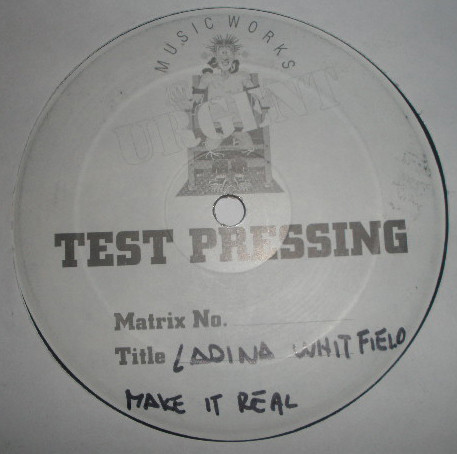 MUSIC WORKS
URGENT
TEST PRESSING
Matrix No.
Title LADINA WHITFIELD
MAKE IT REAL